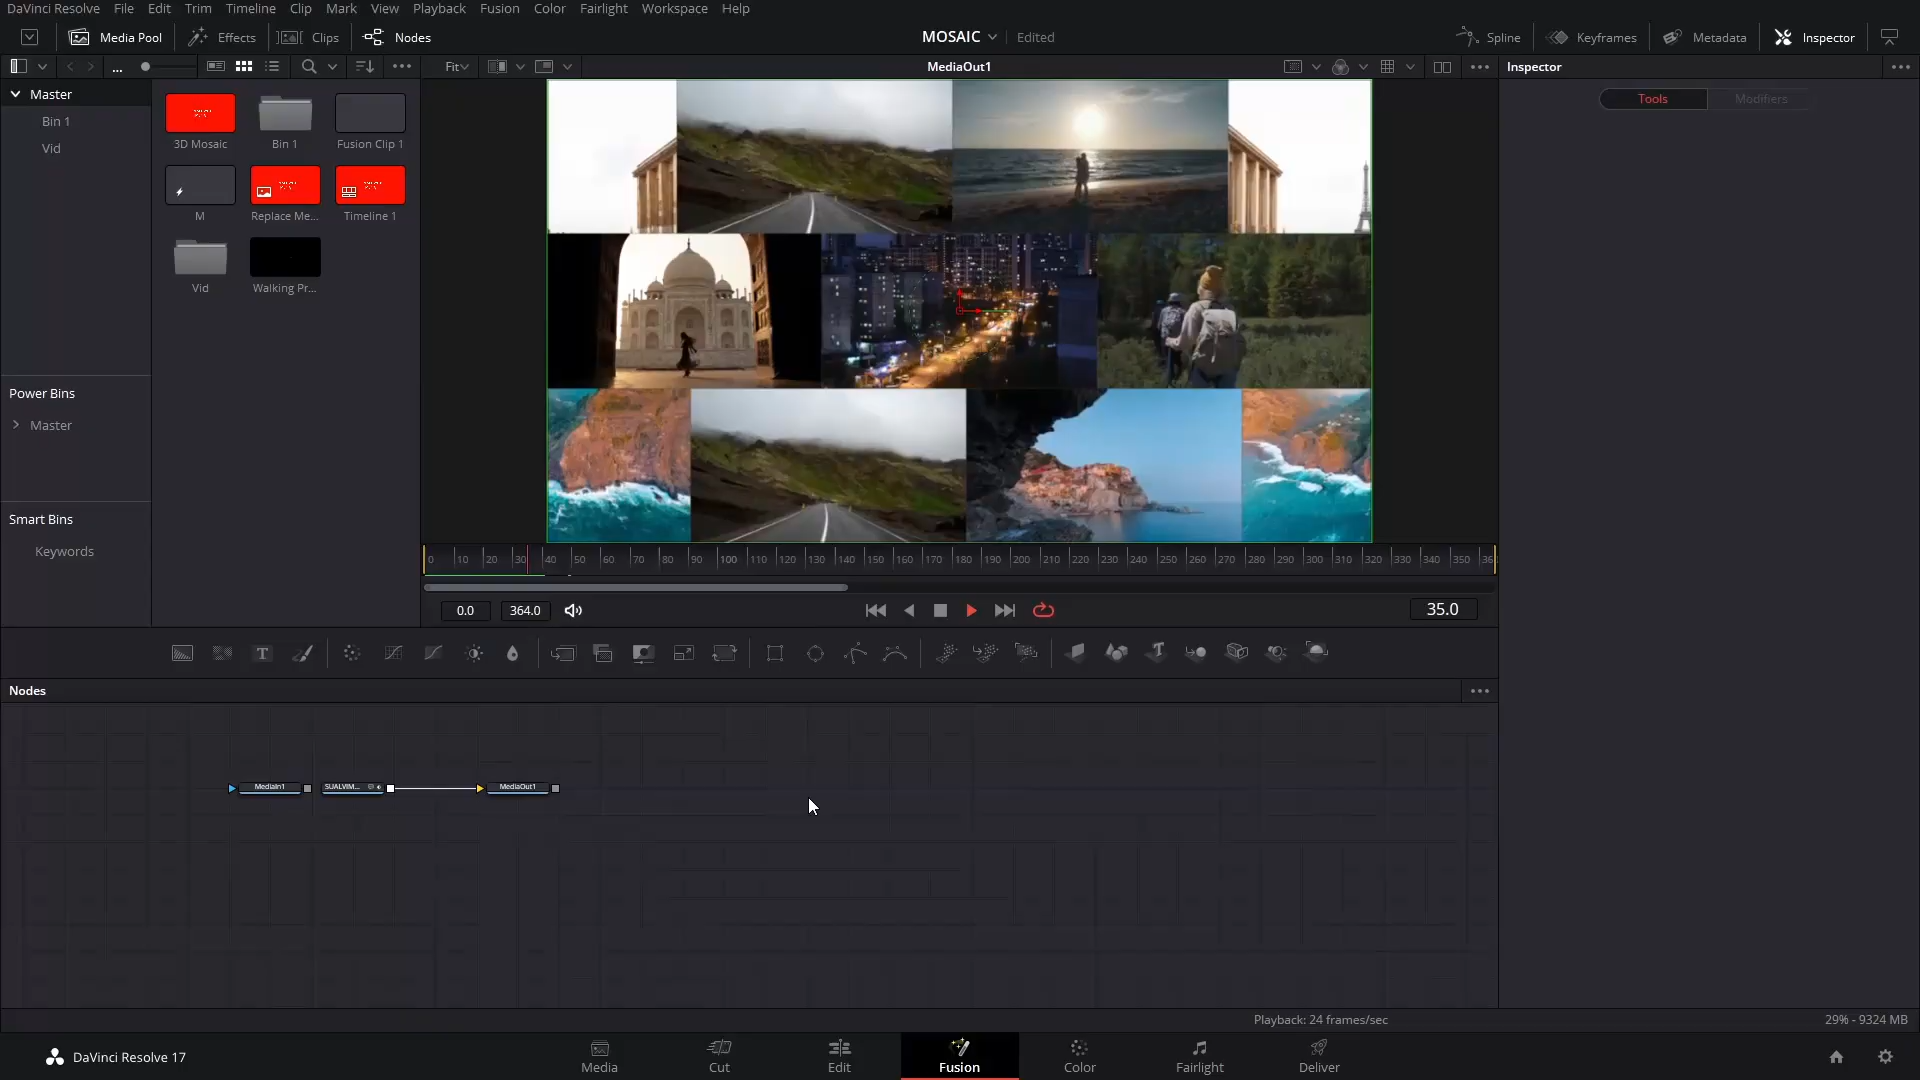 DaVinci Resolve File Edit Trim Timeline Clip Mark View Playback Fusion Color Fairlight Workspace Help
Media Pool Effects Clips Nodes MOSAIC Edited Spline Keyframes Metadata Inspector
... Fit MediaOut1 Inspector
Master
Bin 1
Vid
3D Mosaic Bin 1 Fusion Clip 1
M Replace Me... Timeline 1
Vid Walking Pr...
Tools Modifiers
Power Bins
Master
Smart Bins
Keywords
0 10 20 30 40 50 60 70 80 90 100 110 120 130 140 150 160 170 180 190 200 210 220 230 240 250 260 270 280 290 300 310 320 330 340 350 36
0.0 364.0 35.0
T T
Nodes
MediaIn1 SUALVIM... MediaOut1
Playback: 24 frames/sec 29% - 9324 MB
DaVinci Resolve 17 Media Cut Edit Fusion Color Fairlight Deliver